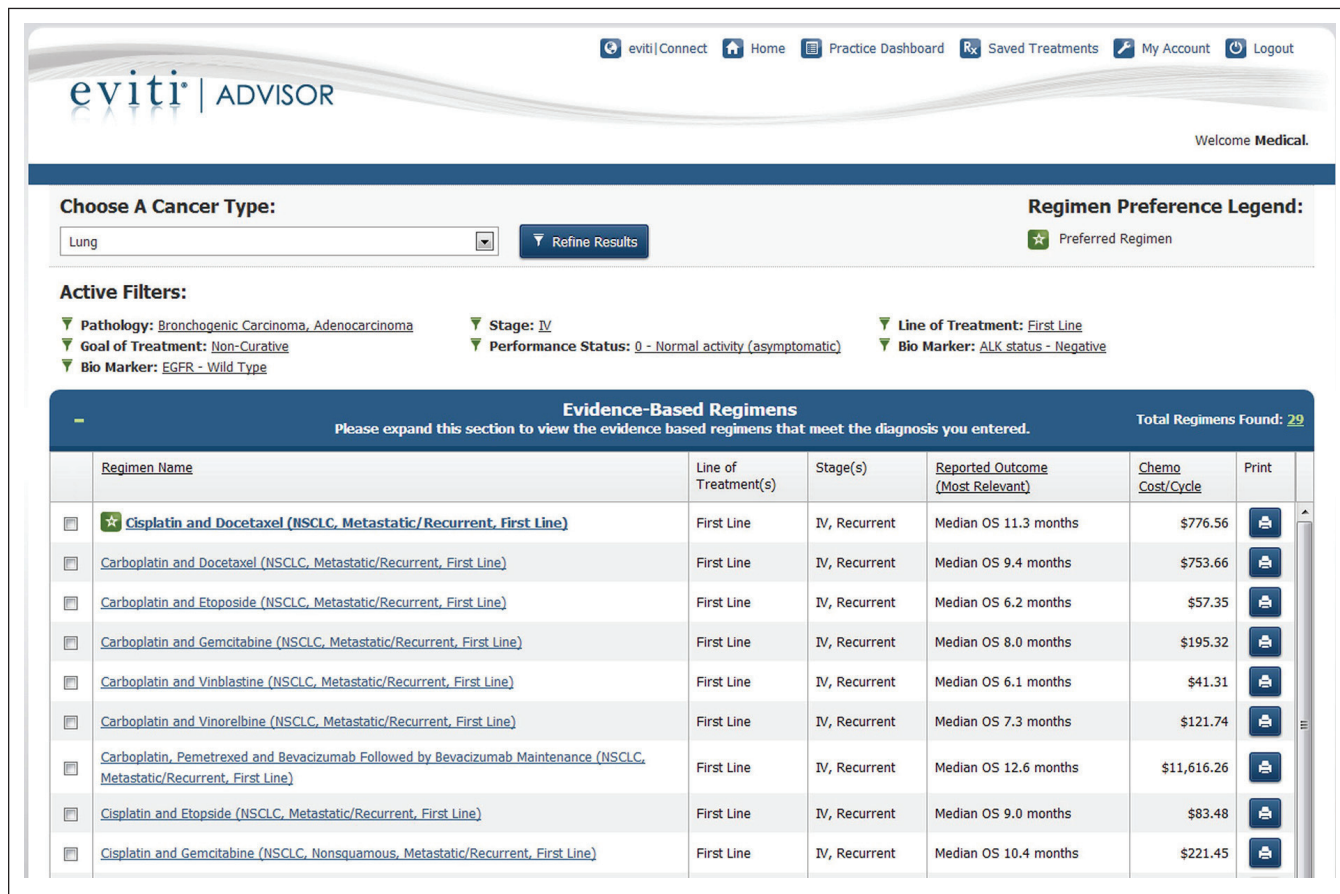 eviti|Connect Home Practice Dashboard Rx Saved Treatments My Account Logout
eviti® | ADVISOR
Welcome Medical.
Choose A Cancer Type:
Regimen Preference Legend:
Lung
Refine Results
Preferred Regimen
Active Filters:
Pathology: Bronchogenic Carcinoma, Adenocarcinoma
Stage: IV
Line of Treatment: First Line
Goal of Treatment: Non-Curative
Performance Status: 0 - Normal activity (asymptomatic)
Bio Marker: ALK status - Negative
Bio Marker: EGFR - Wild Type
Evidence-Based Regimens
Please expand this section to view the evidence based regimens that meet the diagnosis you entered.
Total Regimens Found: 29
Regimen Name
Line of
Treatment(s)
Stage(s)
Reported Outcome
(Most Relevant)
Chemo
Cost/Cycle
Print
Cisplatin and Docetaxel (NSCLC, Metastatic/Recurrent, First Line) First Line IV, Recurrent Median OS 11.3 months $776.56
Carboplatin and Docetaxel (NSCLC, Metastatic/Recurrent, First Line) First Line IV, Recurrent Median OS 9.4 months $753.66
Carboplatin and Etoposide (NSCLC, Metastatic/Recurrent, First Line) First Line IV, Recurrent Median OS 6.2 months $57.35
Carboplatin and Gemcitabine (NSCLC, Metastatic/Recurrent, First Line) First Line IV, Recurrent Median OS 8.0 months $195.32
Carboplatin and Vinblastine (NSCLC, Metastatic/Recurrent, First Line) First Line IV, Recurrent Median OS 6.1 months $41.31
Carboplatin and Vinorelbine (NSCLC, Metastatic/Recurrent, First Line) First Line IV, Recurrent Median OS 7.3 months $121.74
Carboplatin, Pemetrexed and Bevacizumab Followed by Bevacizumab Maintenance (NSCLC,
Metastatic/Recurrent, First Line)
First Line IV, Recurrent Median OS 12.6 months $11,616.26
Cisplatin and Etopside (NSCLC, Metastatic/Recurrent, First Line) First Line IV, Recurrent Median OS 9.0 months $83.48
Cisplatin and Gemcitabine (NSCLC, Nonsquamous, Metastatic/Recurrent, First Line) First Line IV, Recurrent Median OS 10.4 months $221.45